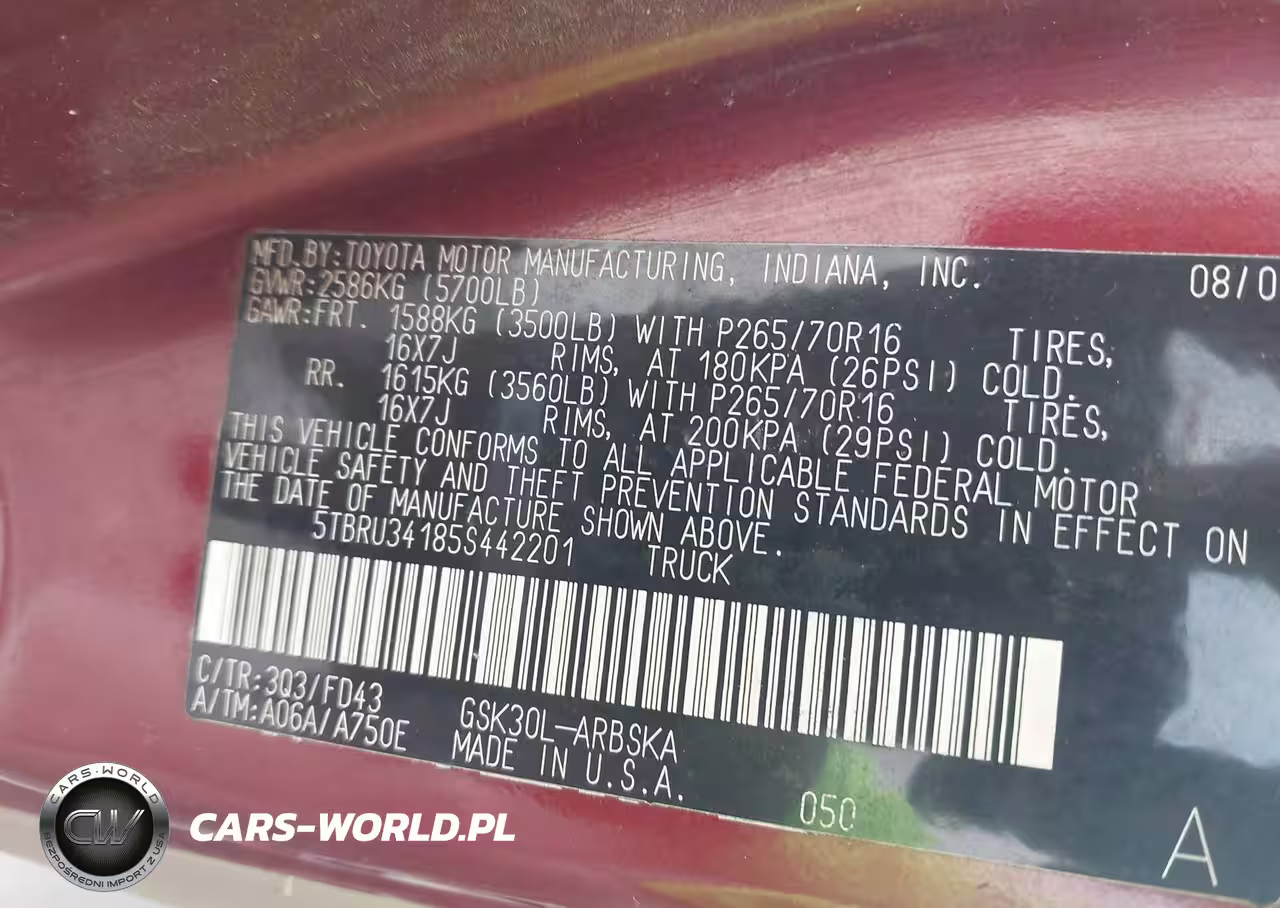 MFD.BY:TOYOTA MOTOR MANUFACTURING, INDIANA, INC. 08/0
GVWR:2586KG (5700LB)
GAWR:FRT. 1588KG (3500LB) WITH P265/70R16 TIRES,
16X7J RIMS, AT 180KPA (26PSI) COLD.
RR. 1615KG (3560LB) WITH P265/70R16 TIRES,
16X7J RIMS, AT 200KPA (29PSI) COLD.
THIS VEHICLE CONFORMS TO ALL APPLICABLE FEDERAL MOTOR
VEHICLE SAFETY AND THEFT PREVENTION STANDARDS IN EFFECT ON
THE DATE OF MANUFACTURE SHOWN ABOVE.
5TBRU34185S442201 TRUCK
C/TR:3Q3/FD43
A/TM:A06A/A750E
GSK30L-ARBSKA
MADE IN U.S.A.
050
A
CARS-WORLD
CW
BEZPOŚREDNI IMPORT Z USA
CARS-WORLD.PL